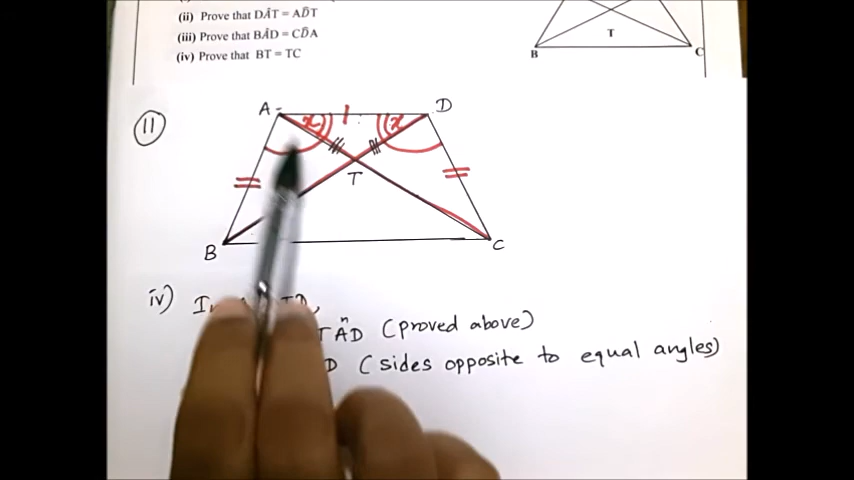 (ii) Prove that DÂT = AD̂T
(iii) Prove that BÂD = CD̂A
(iv) Prove that BT = TC
T
B
C
11
A
D
x
x
T
B
C
iv)
TÂD (proved above)
D (sides opposite to equal angles)